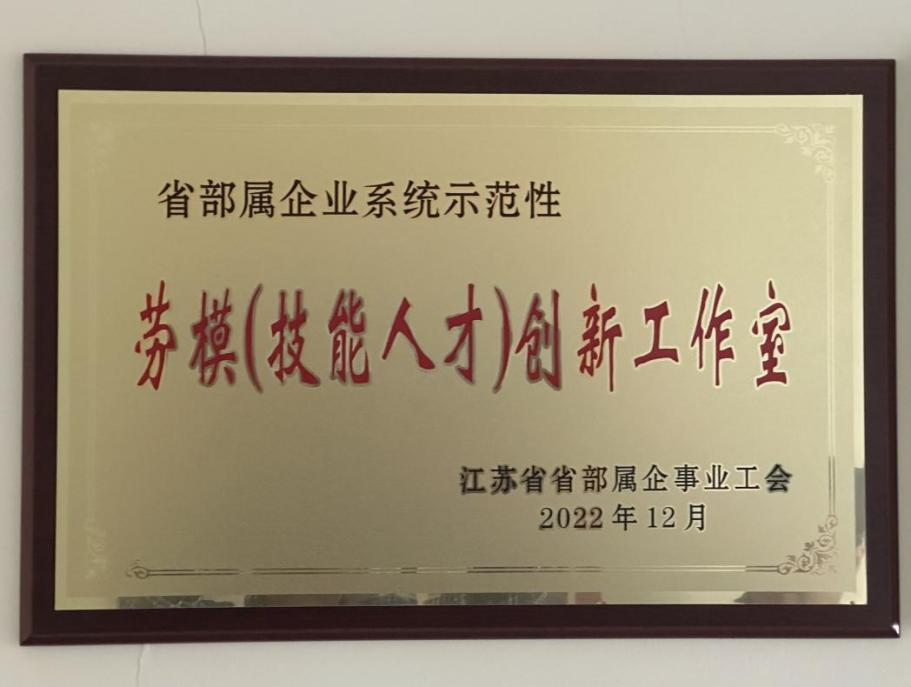 省部属企业系统示范性
劳模(技能人才)创新工作室
江苏省省部属企事业工会
2022年12月